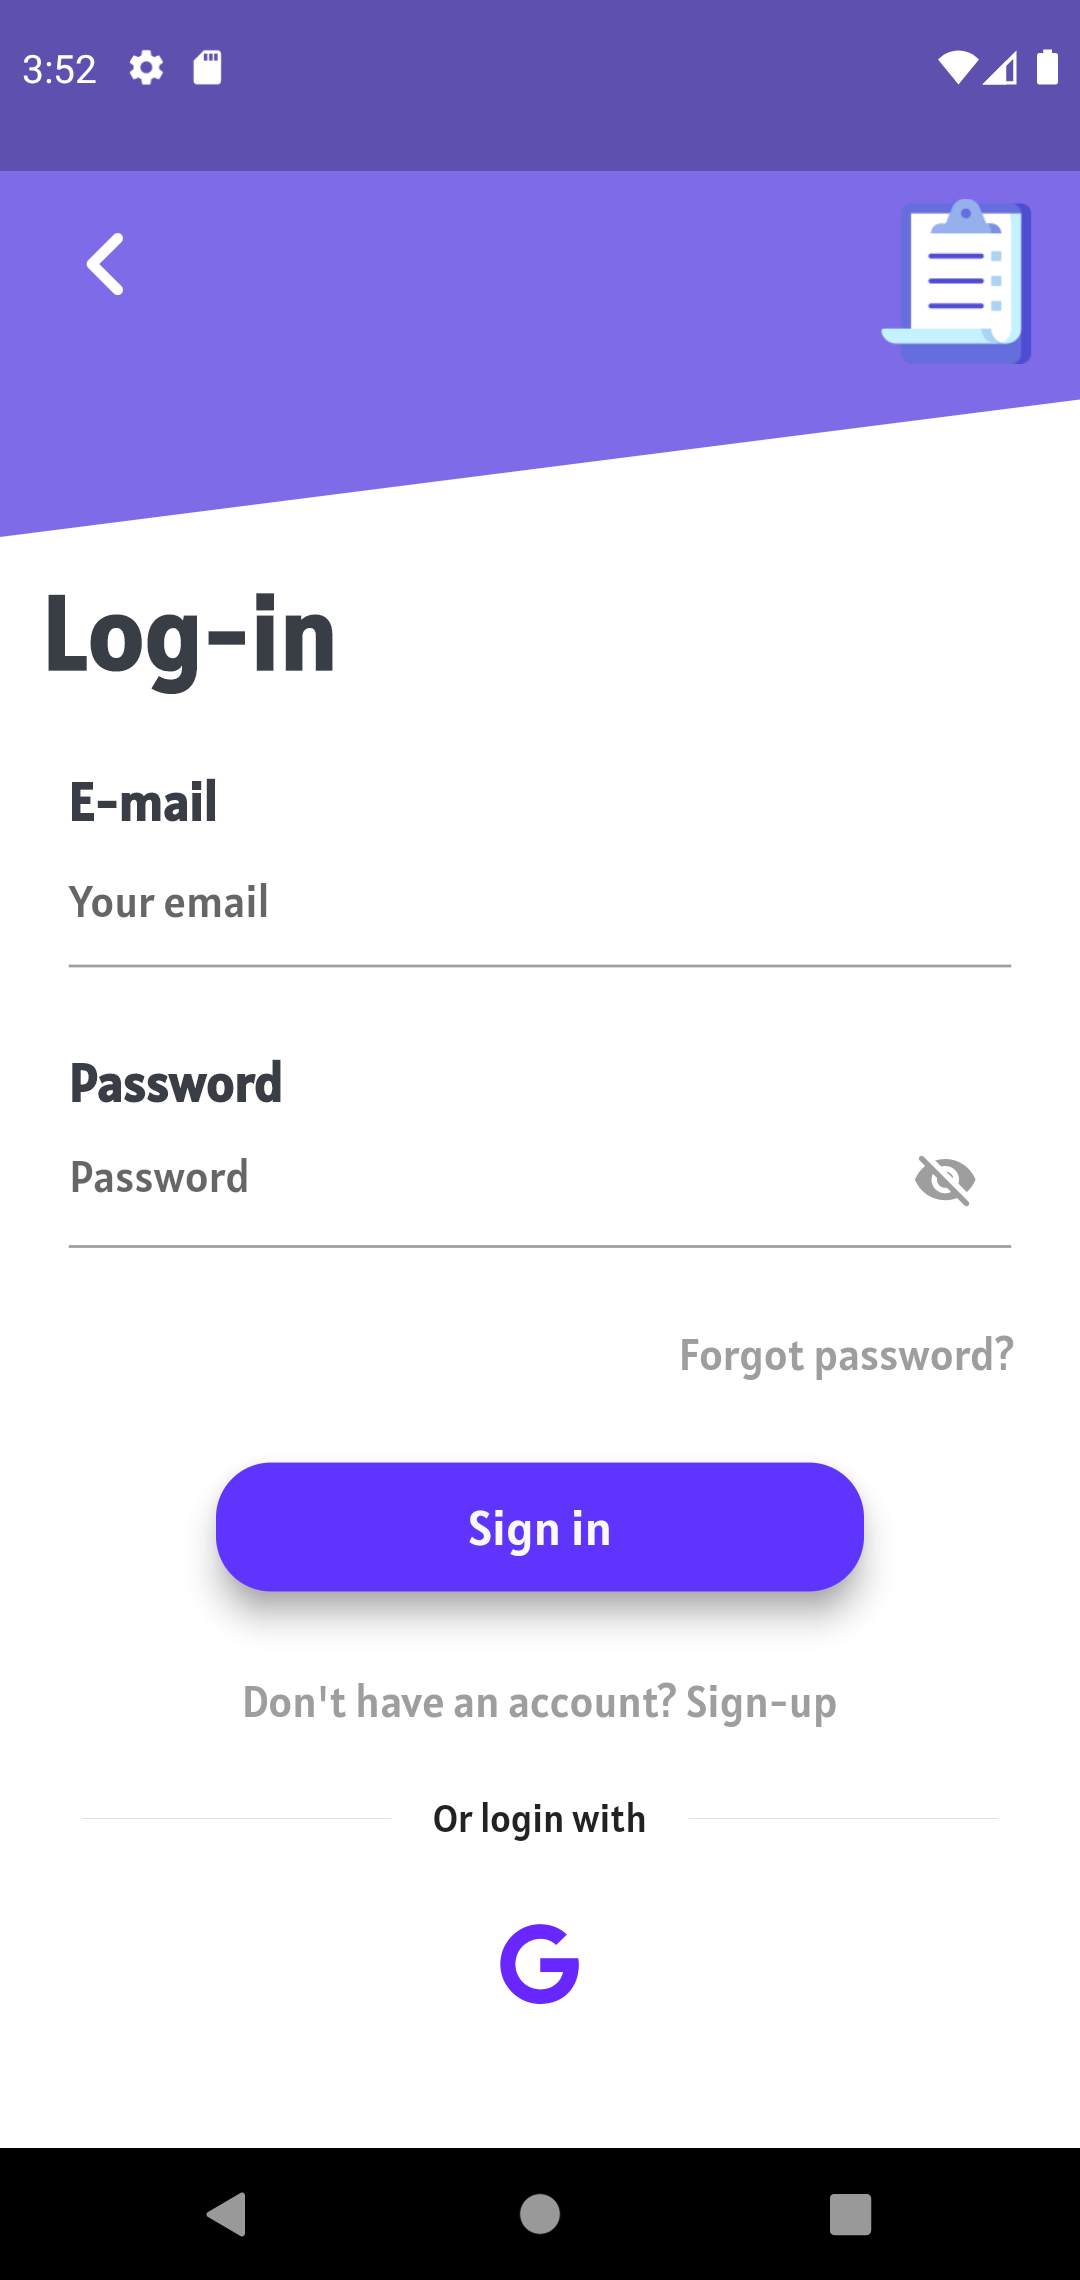 3:52
Log-in
E-mail
Your email
Password
Password
Forgot password?
Sign in
Don't have an account? Sign-up
Or login with
G